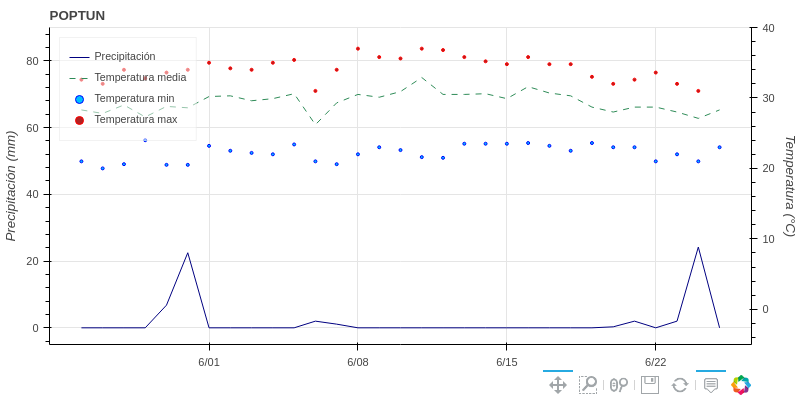 POPTUN
Precipitación
Temperatura media
Temperatura min
Temperatura max
80
60
40
20
0
Precipitación (mm)
40
30
20
10
0
Temperatura (°C)
6/01
6/08
6/15
6/22